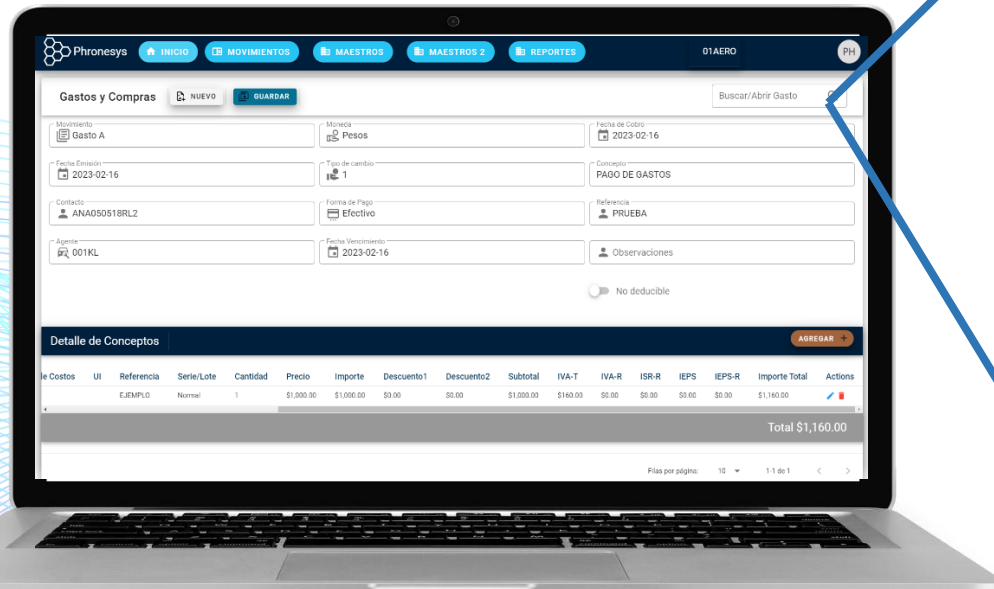 Phronesys INICIO MOVIMIENTOS MAESTROS MAESTROS 2 REPORTES 01AERO PH
Gastos y Compras NUEVO GUARDAR Buscar/Abrir Gasto
Movimiento Moneda Fecha de Cobro
Gasto A Pesos 2023-02-16
Fecha Emisión Tipo de cambio Concepto
2023-02-16 1 PAGO DE GASTOS
Contacto Forma de Pago Referencia
ANA050518RL2 Efectivo PRUEBA
Agente Fecha Vencimiento
001KL 2023-02-16 Observaciones
No deducible
Detalle de Conceptos AGREGAR +
de Costos UI Referencia Serie/Lote Cantidad Precio Importe Descuento1 Descuento2 Subtotal IVA-T IVA-R ISR-R IEPS IEPS-R Importe Total Actions
EJEMPLO Normal 1 $1,000.00 $1,000.00 $0.00 $0.00 $1,000.00 $160.00 $0.00 $0.00 $0.00 $0.00 $1,160.00
Total $1,160.00
Filas por página: 10 1-1 de 1